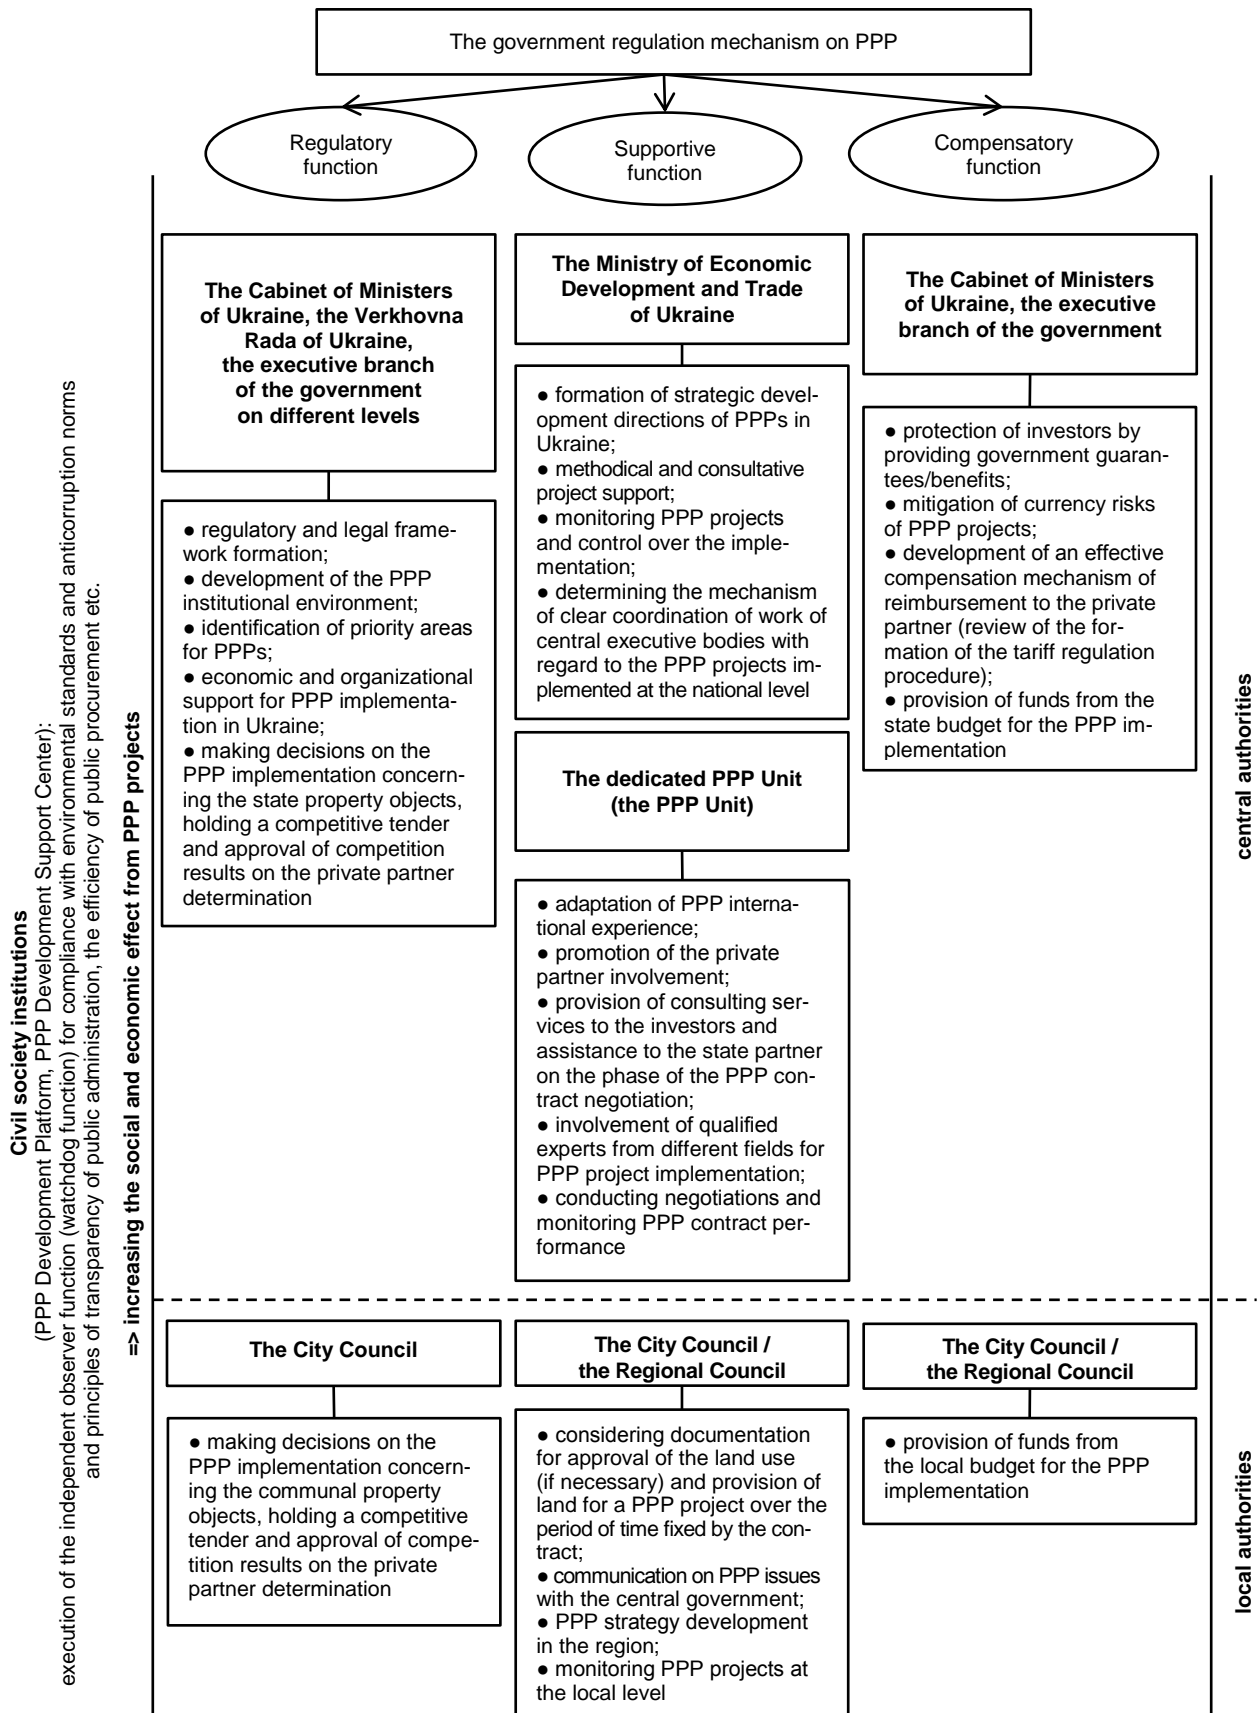 The government regulation mechanism on PPP
Regulatory
function
Supportive
function
Compensatory
function
The Cabinet of Ministers
of Ukraine, the Verkhovna
Rada of Ukraine,
the executive branch
of the government
on different levels
● regulatory and legal frame-
work formation;
● development of the PPP
institutional environment;
● identification of priority areas
for PPPs;
● economic and organizational
support for PPP implementa-
tion in Ukraine;
● making decisions on the
PPP implementation concern-
ing the state property objects,
holding a competitive tender
and approval of competition
results on the private partner
determination
The Ministry of Economic
Development and Trade
of Ukraine
● formation of strategic devel-
opment directions of PPPs in
Ukraine;
● methodical and consultative
project support;
● monitoring PPP projects
and control over the imple-
mentation;
● determining the mechanism
of clear coordination of work of
central executive bodies with
regard to the PPP projects im-
plemented at the national level
The dedicated PPP Unit
(the PPP Unit)
● adaptation of PPP interna-
tional experience;
● promotion of the private
partner involvement;
● provision of consulting ser-
vices to the investors and
assistance to the state partner
on the phase of the PPP con-
tract negotiation;
● involvement of qualified
experts from different fields for
PPP project implementation;
● conducting negotiations and
monitoring PPP contract per-
formance
The Cabinet of Ministers
of Ukraine, the executive
branch of the government
● protection of investors by
providing government guaran-
tees/benefits;
● mitigation of currency risks
of PPP projects;
● development of an effective
compensation mechanism of
reimbursement to the private
partner (review of the for-
mation of the tariff regulation
procedure);
● provision of funds from the
state budget for the PPP im-
plementation
central authorities
The City Council
● making decisions on the
PPP implementation concern-
ing the communal property
objects, holding a competitive
tender and approval of compe-
tition results on the private
partner determination
The City Council /
the Regional Council
● considering documentation
for approval of the land use
(if necessary) and provision of
land for a PPP project over the
period of time fixed by the con-
tract;
● communication on PPP issues
with the central government;
● PPP strategy development
in the region;
● monitoring PPP projects at
the local level
The City Council /
the Regional Council
● provision of funds from
the local budget for the PPP
implementation
local authorities
Civil society institutions
(PPP Development Platform, PPP Development Support Center):
execution of the independent observer function (watchdog function) for compliance with environmental standards and anticorruption norms
and principles of transparency of public administration, the efficiency of public procurement etc.
=> increasing the social and economic effect from PPP projects